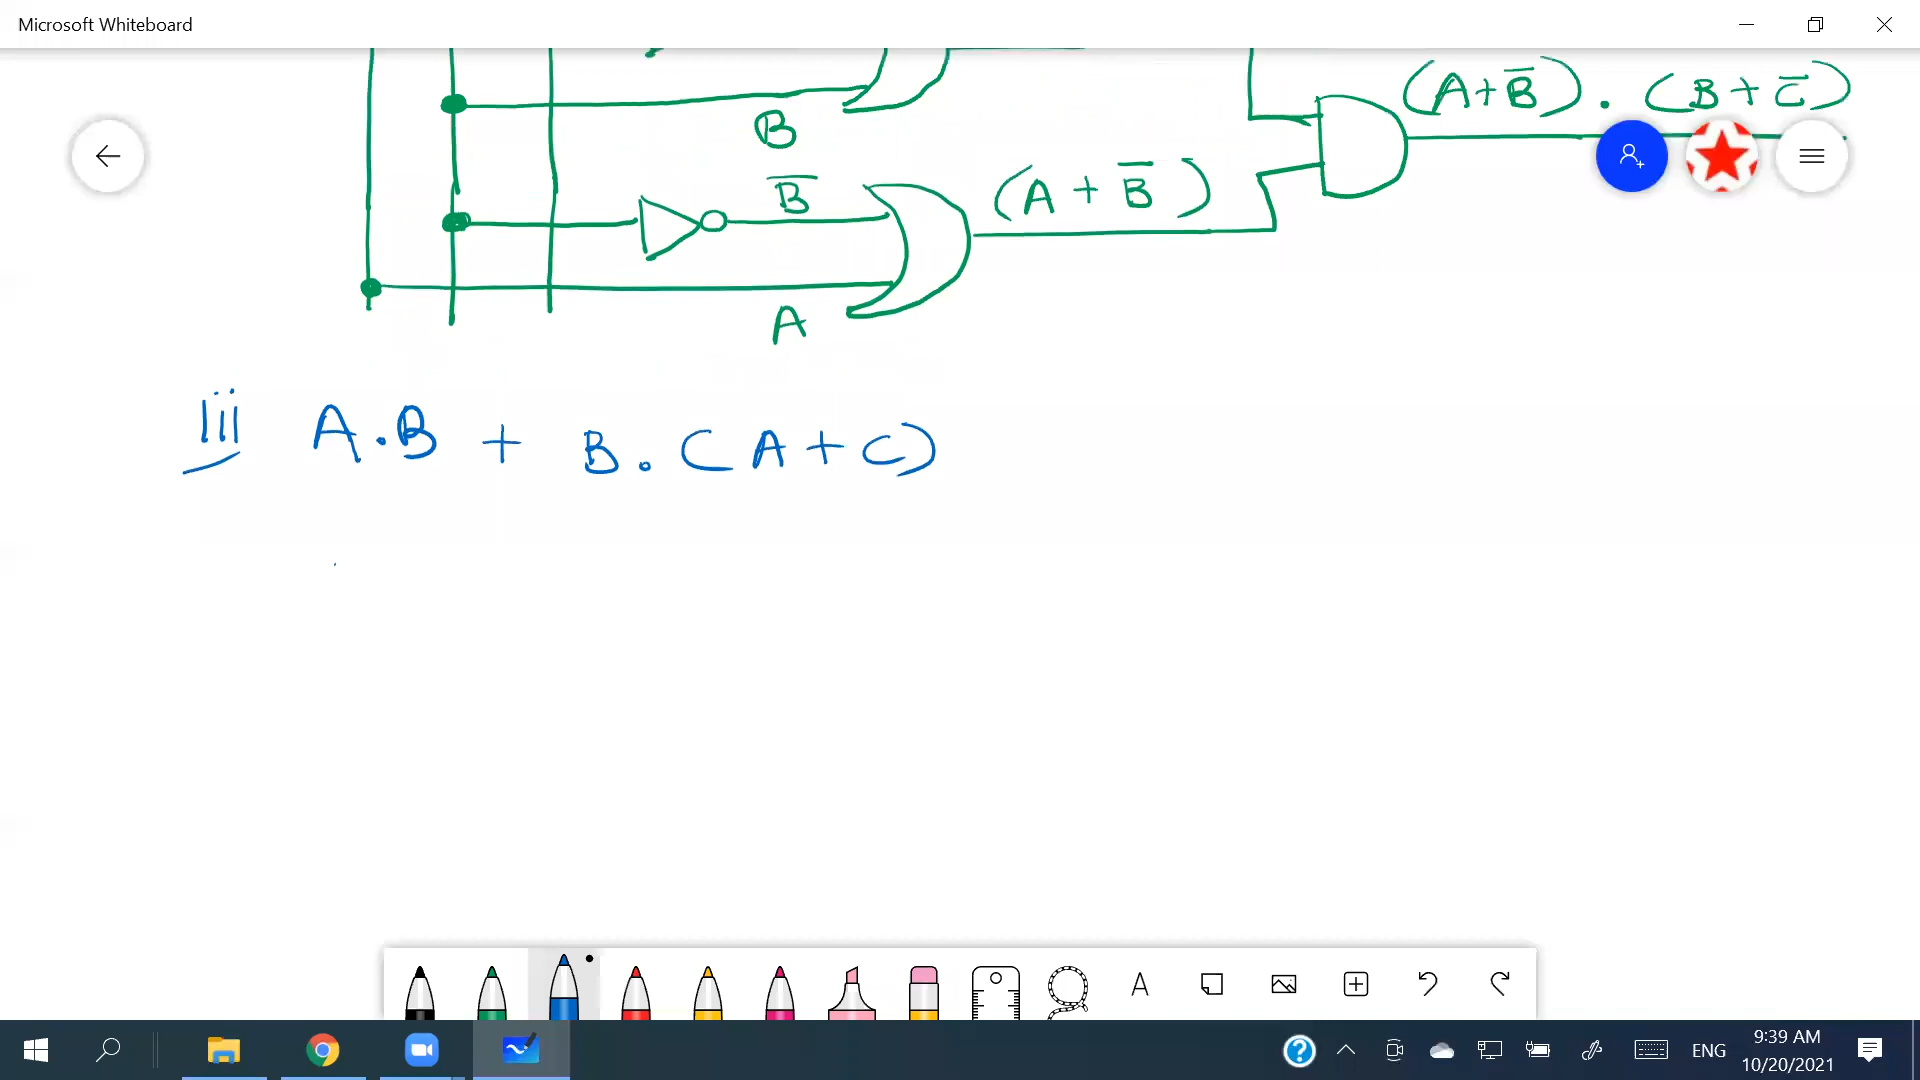 Microsoft Whiteboard
(A+B̅) . (B + C̅)
B
B̅
(A + B̅)
A
iii A.B + B.(A+C)
A
?
ENG
9:39 AM
10/20/2021